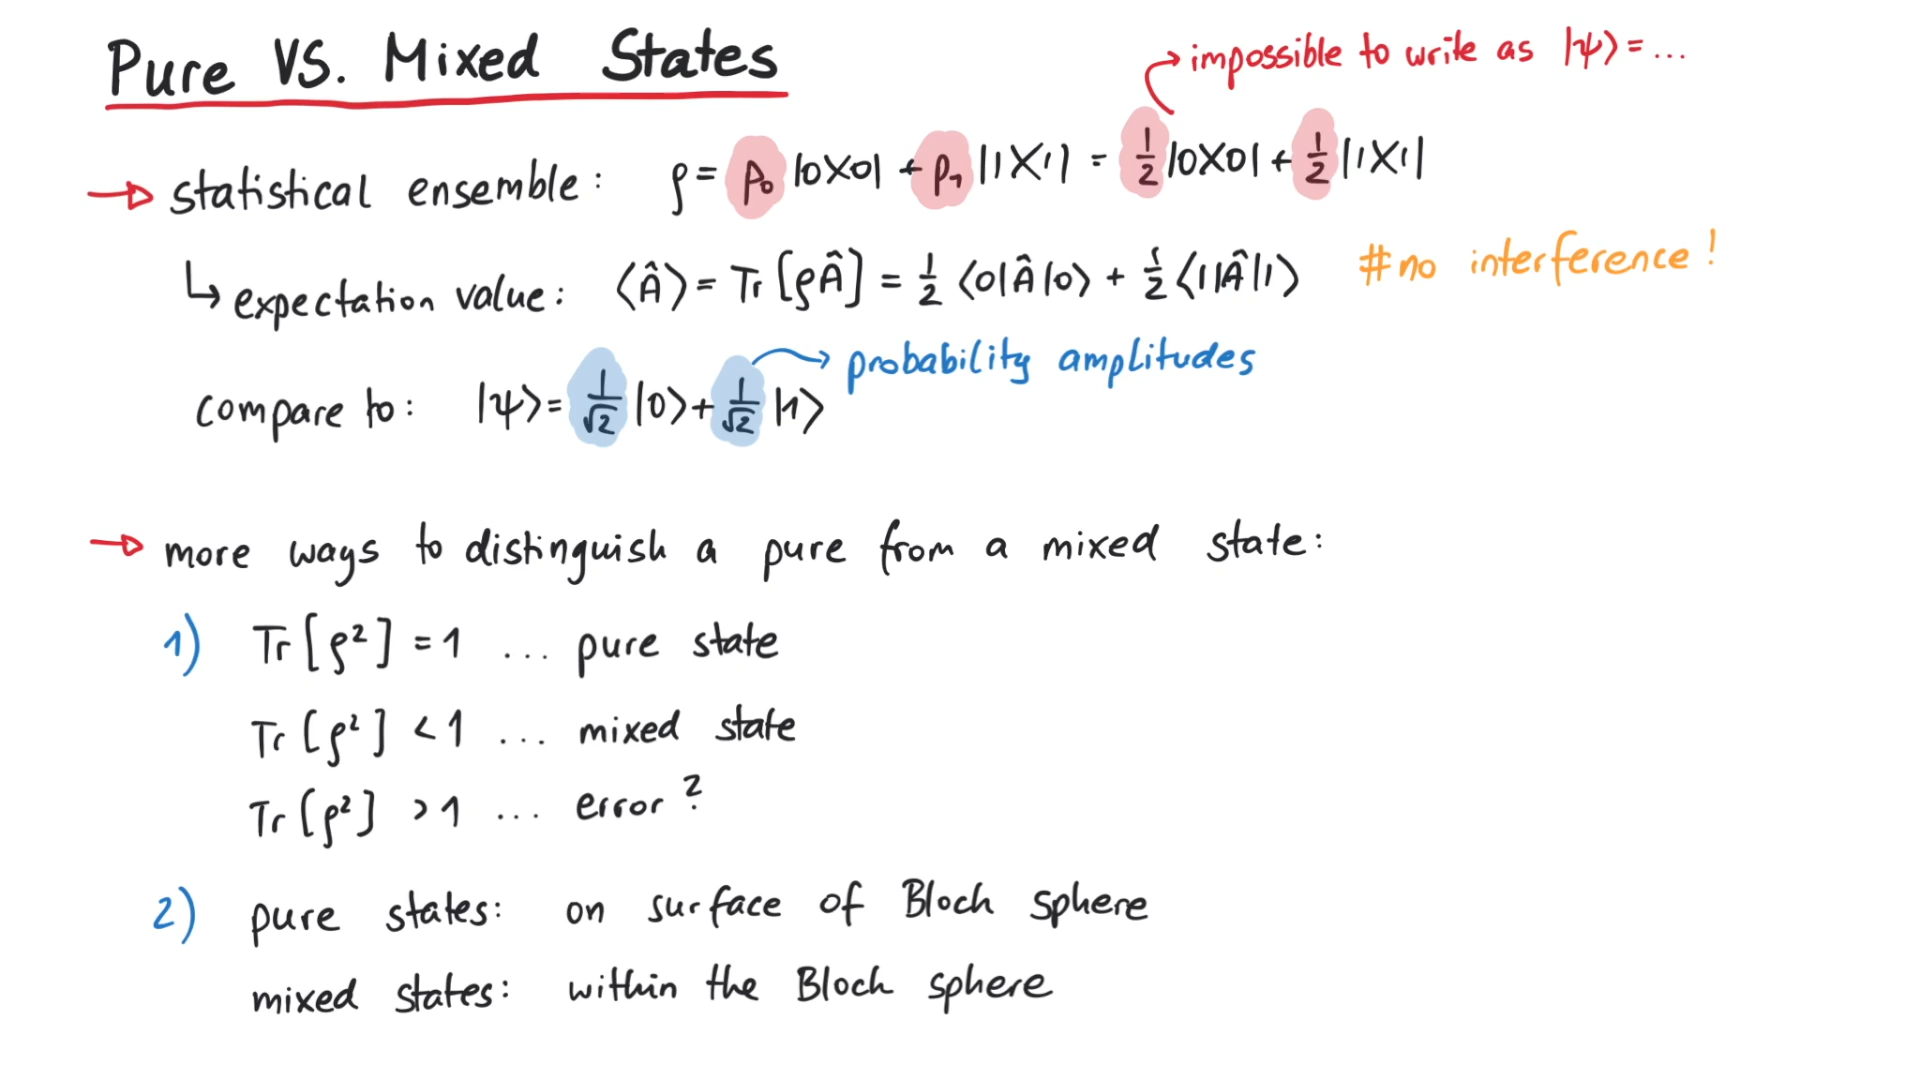 Pure VS. Mixed States
→ impossible to write as |ψ⟩ = ...
→ statistical ensemble: ρ = p₀ |0⟩⟨0| + p₁ |1⟩⟨1| = 1/2 |0⟩⟨0| + 1/2 |1⟩⟨1|
↳ expectation value: ⟨Â⟩ = Tr [ρÂ] = 1/2 ⟨0|Â|0⟩ + 1/2 ⟨1|Â|1⟩ #no interference!
→ probability amplitudes
compare to: |ψ⟩ = 1/√2 |0⟩ + 1/√2 |1⟩
→ more ways to distinguish a pure from a mixed state:
1) Tr [ρ²] = 1 ... pure state
Tr [ρ²] < 1 ... mixed state
Tr [ρ²] > 1 ... error?
2) pure states: on surface of Bloch sphere
mixed states: within the Bloch sphere